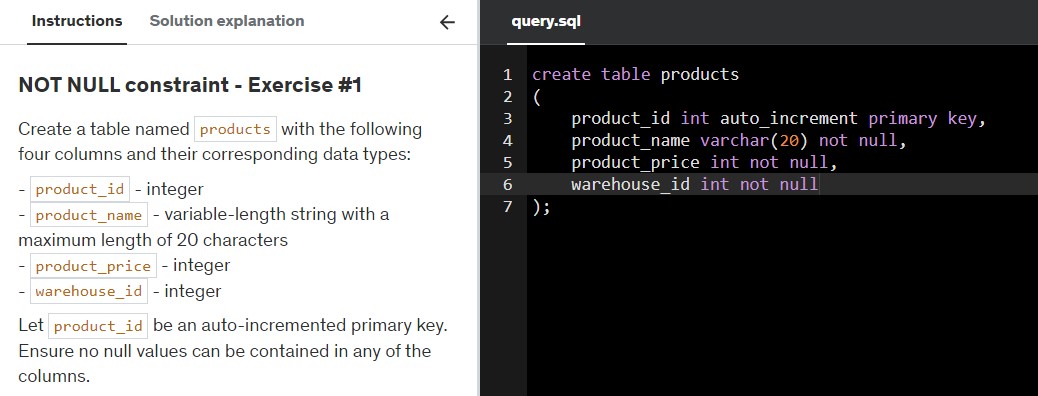 Instructions Solution explanation
NOT NULL constraint - Exercise #1
Create a table named products with the following
four columns and their corresponding data types:
- product_id - integer
- product_name - variable-length string with a
maximum length of 20 characters
- product_price - integer
- warehouse_id - integer
Let product_id be an auto-incremented primary key.
Ensure no null values can be contained in any of the
columns.
query.sql
1 create table products
2 (
3 product_id int auto_increment primary key,
4 product_name varchar(20) not null,
5 product_price int not null,
6 warehouse_id int not null
7 );